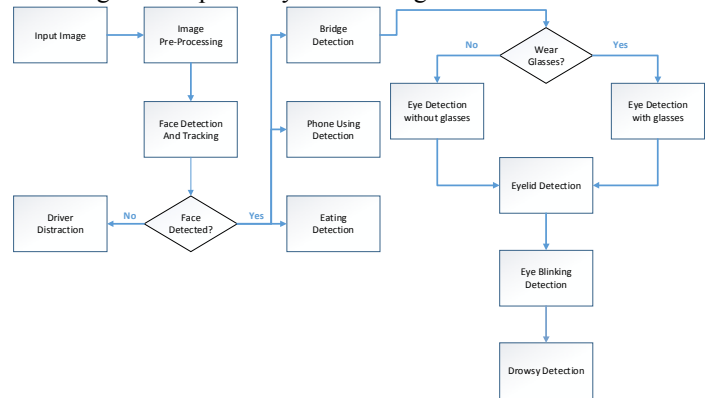 Input Image
Image
Pre-Processing
Bridge
Detection
Wear
Glasses?
No
Yes
Face Detection
And Tracking
Phone Using
Detection
Eye Detection
without glasses
Eye Detection
with glasses
Driver
Distraction
No
Face
Detected?
Yes
Eating
Detection
Eyelid Detection
Eye Blinking
Detection
Drowsy Detection